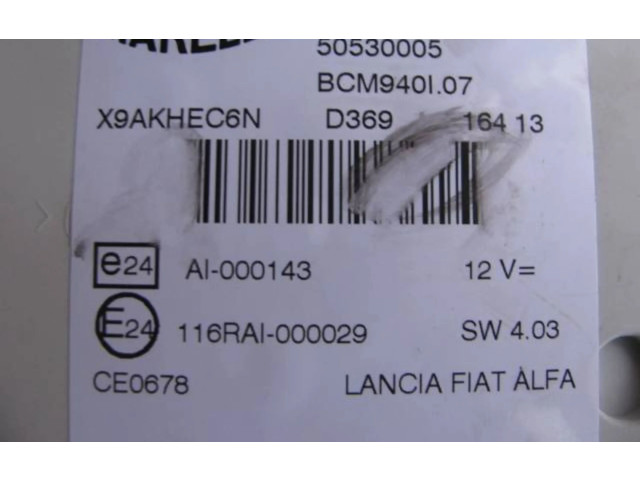 50530005
BCM940I.07
X9AKHEC6N D369 164 13
e24 AI-000143 12 V=
E24 116RAI-000029 SW 4.03
CE0678 LANCIA FIAT ALFA